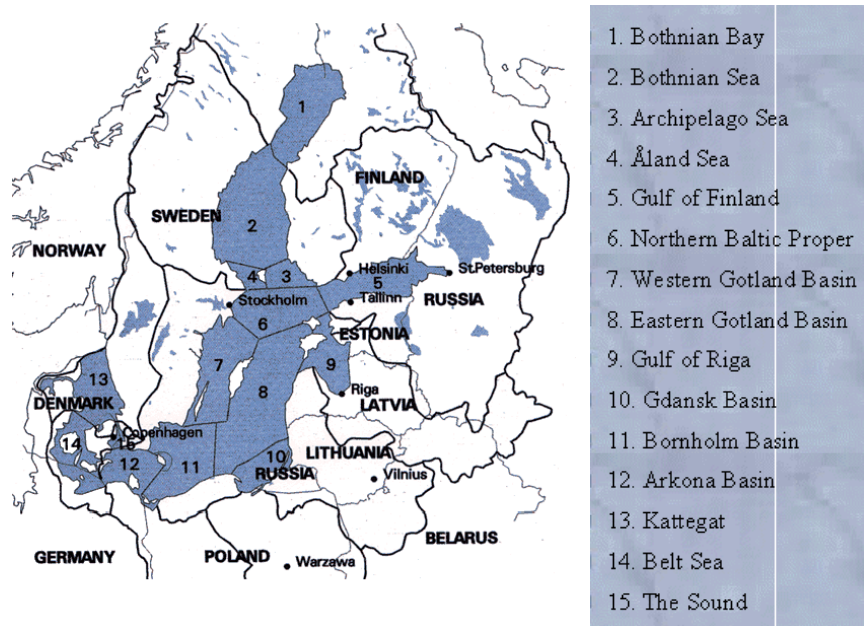 1
FINLAND
SWEDEN
2
NORWAY
4
3
Helsinki
St.Petersburg
5
Stockholm
Tallinn
RUSSIA
6
ESTONIA
7
9
13
8
Riga
DENMARK
LATVIA
Copenhagen
14
15
LITHUANIA
12
11
10
RUSSIA
Vilnius
BELARUS
GERMANY
POLAND
Warzawa
1. Bothnian Bay
2. Bothnian Sea
3. Archipelago Sea
4. Åland Sea
5. Gulf of Finland
6. Northern Baltic Proper
7. Western Gotland Basin
8. Eastern Gotland Basin
9. Gulf of Riga
10. Gdansk Basin
11. Bornholm Basin
12. Arkona Basin
13. Kattegat
14. Belt Sea
15. The Sound